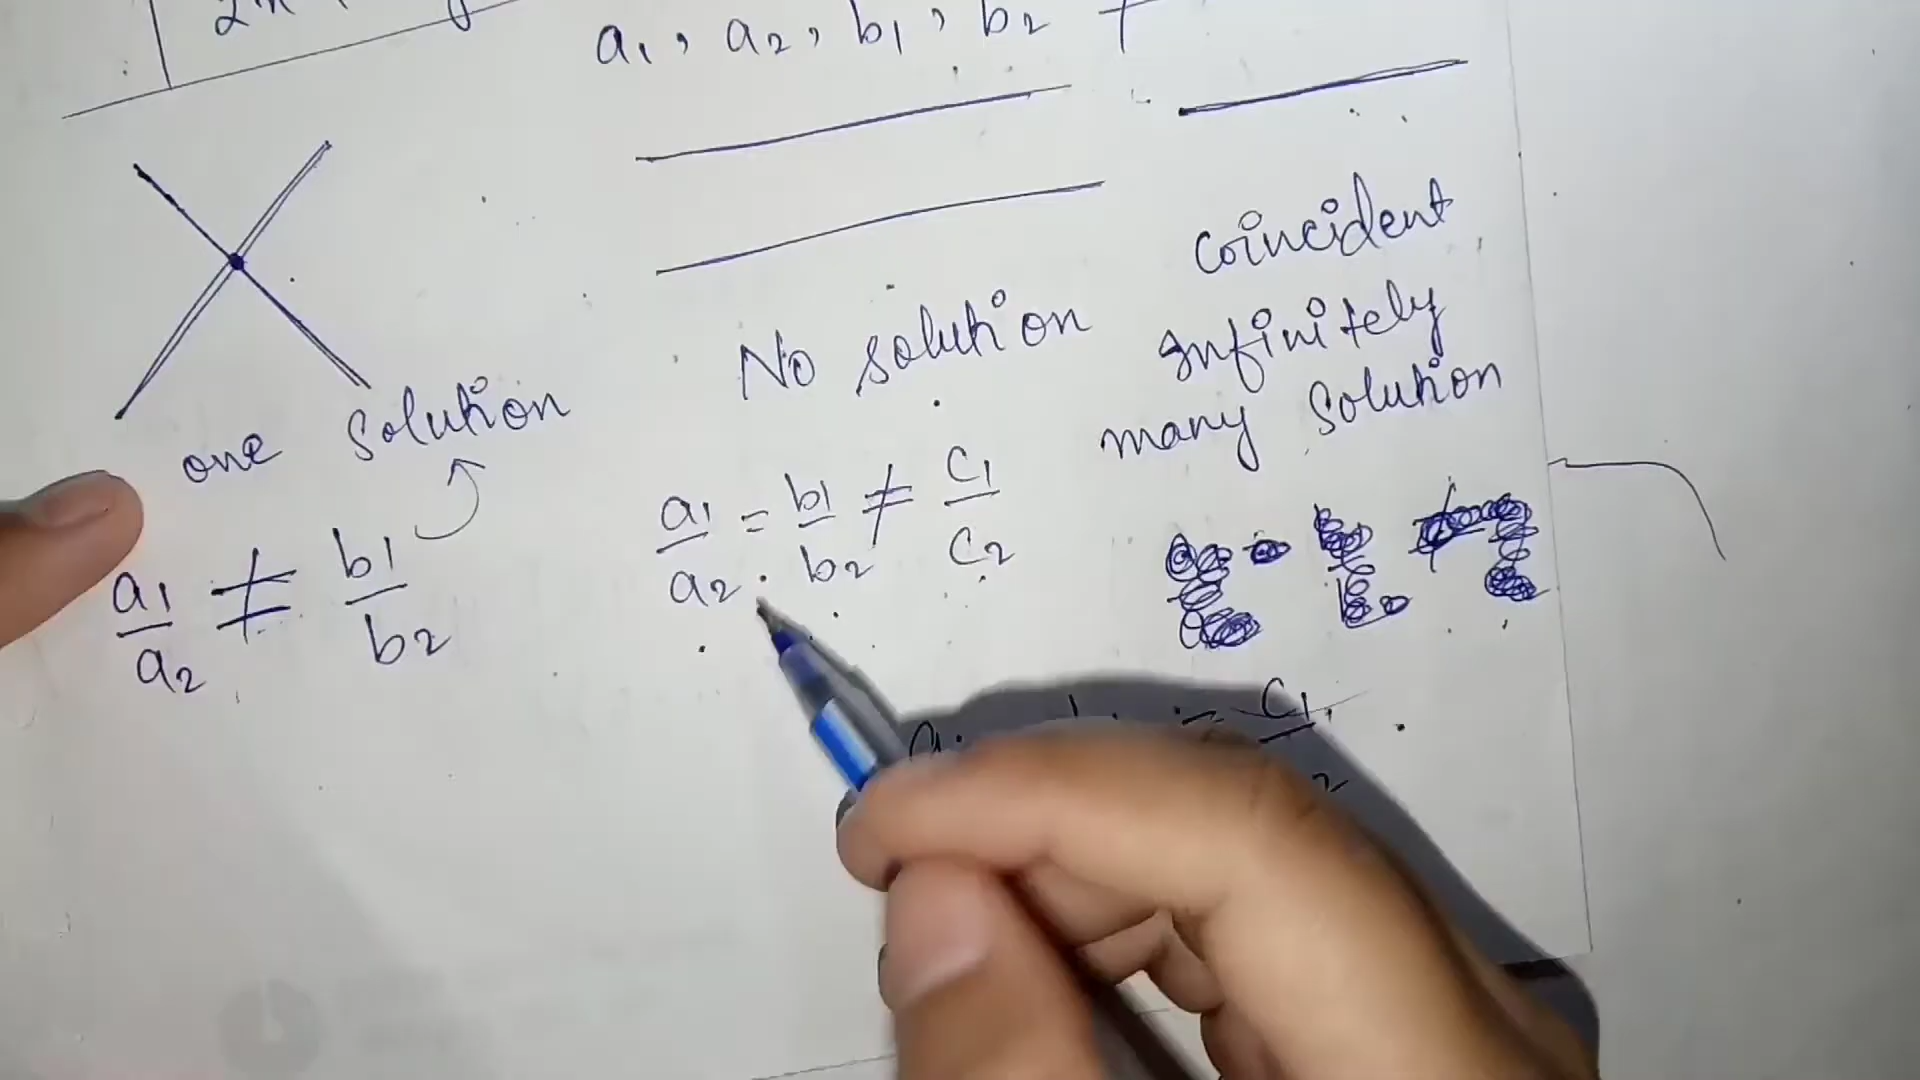 a₁, a₂, b₁, b₂
one solution
a₁/a₂ ≠ b₁/b₂
No solution
a₁/a₂ = b₁/b₂ ≠ c₁/c₂
Coincident
Infinitely
many Solution
= c₁